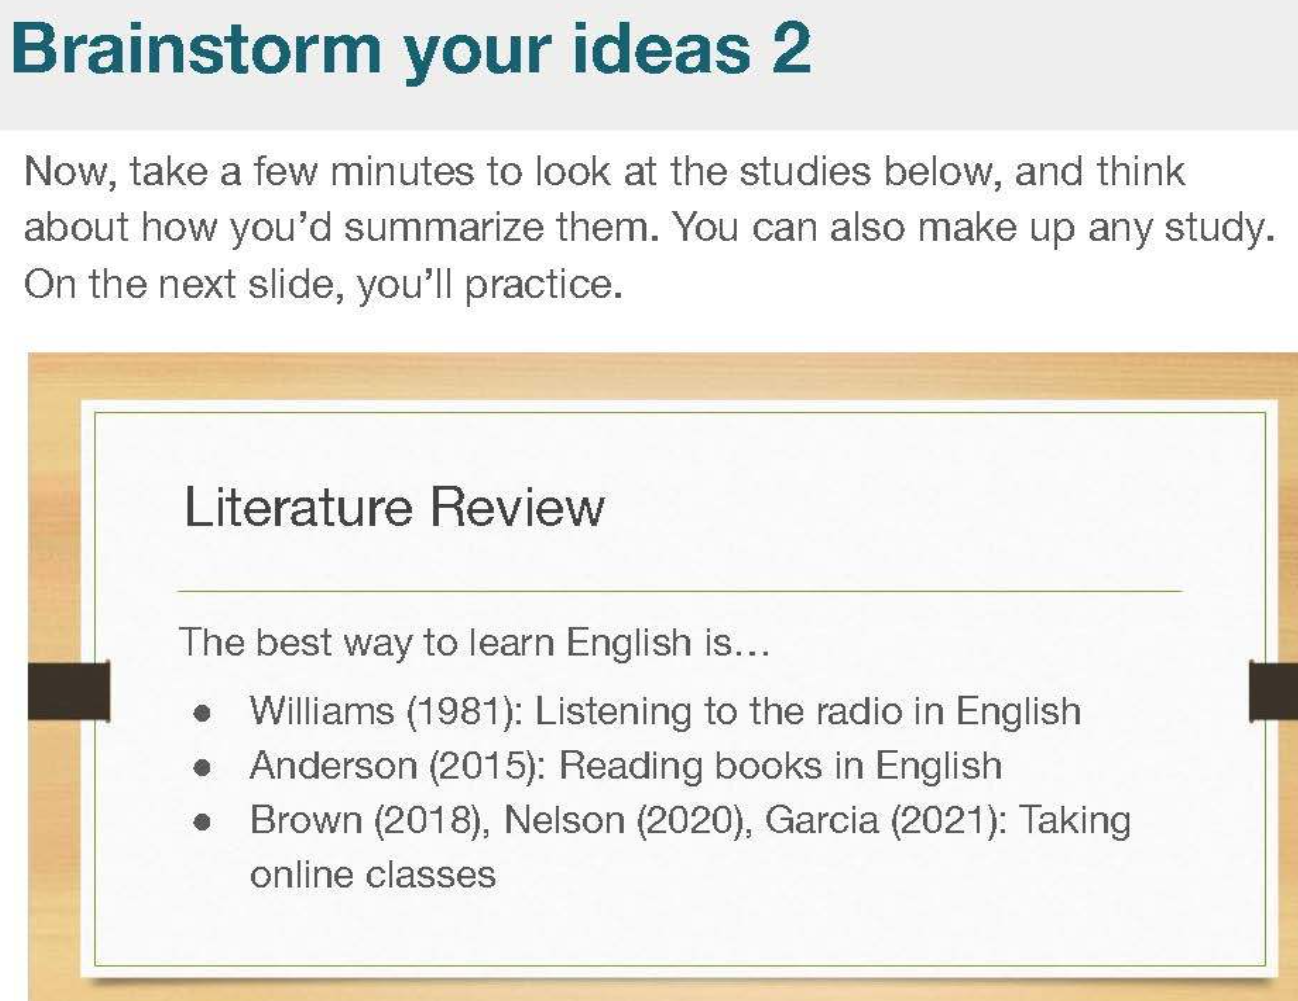 Brainstorm your ideas 2
Now, take a few minutes to look at the studies below, and think
about how you’d summarize them. You can also make up any study.
On the next slide, you’ll practice.
Literature Review
The best way to learn English is...
● Williams (1981): Listening to the radio in English
● Anderson (2015): Reading books in English
● Brown (2018), Nelson (2020), Garcia (2021): Taking
online classes